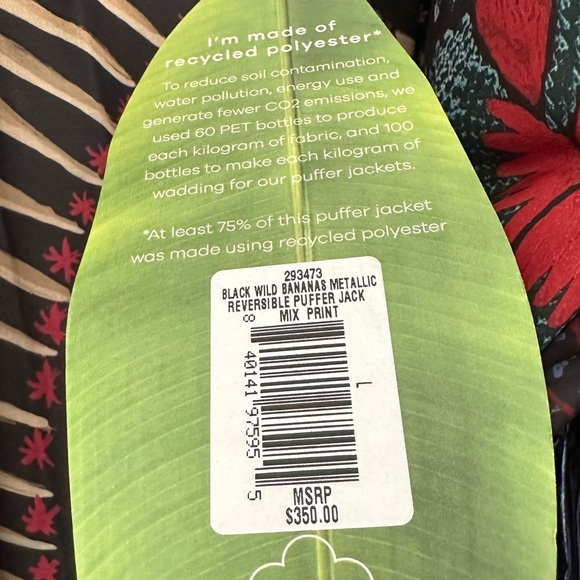 I'm made of
recycled polyester*
To reduce soil contamination,
water pollution, energy use and
generate fewer CO2 emissions, we
used 60 PET bottles to produce
each kilogram of fabric, and 100
bottles to make each kilogram of
wadding for our puffer jackets.
*At least 75% of this puffer jacket
was made using recycled polyester
293473
BLACK WILD BANANAS METALLIC
REVERSIBLE PUFFER JACK
MIX PRINT
8 40141 97595 5
L
MSRP
$350.00